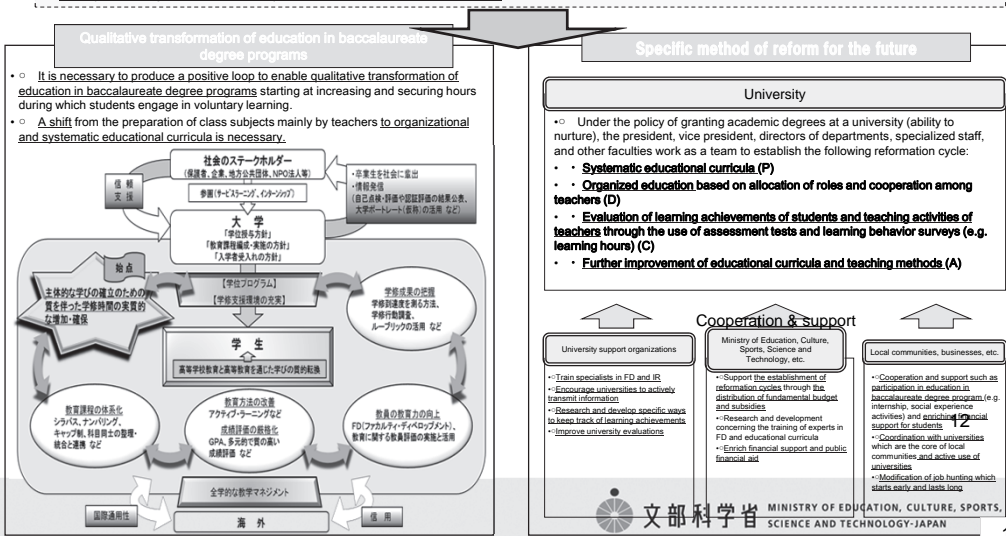 Qualitative transformation of education in baccalaureate
degree programs
• ○ It is necessary to produce a positive loop to enable qualitative transformation of
education in baccalaureate degree programs starting at increasing and securing hours
during which students engage in voluntary learning.
• ○ A shift from the preparation of class subjects mainly by teachers to organizational
and systematic educational curricula is necessary.
社会のステークホルダー
(保護者、企業、地方公共団体、NPO法人等)
信頼
支援
参画(サービスラーニング、インターンシップ)
・卒業生を社会に輩出
・情報発信
(自己点検・評価や認証評価の結果公表、
大学ポートレート(仮称)の活用 など)
大 学
「学位授与方針」
「教育課程編成・実施の方針」
「入学者受入れの方針」
始点
主体的な学びの確立のための
質を伴った学修時間の実質的
な増加・確保
【学位プログラム】
【学修支援環境の充実】
学修成果の把握
学修到達度を測る方法、
学修行動調査、
ルーブリックの活用 など
学 生
高等学校教育と高等教育を通じた学びの質的転換
教育課程の体系化
シラバス、ナンバリング、
キャップ制、科目同士の整理・
統合と連携 など
教育方法の改善
アクティブ・ラーニングなど
成績評価の厳格化
GPA、多元的で質の高い
成績評価 など
教員の教育力の向上
FD(ファカルティ・ディベロップメント)、
教育に関する教員評価の実施と活用
全学的な教学マネジメント
国際通用性
信 用
海 外
Specific method of reform for the future
University
•○ Under the policy of granting academic degrees at a university (ability to
nurture), the president, vice president, directors of departments, specialized staff,
and other faculties work as a team to establish the following reformation cycle:
• ・ Systematic educational curricula (P)
• ・ Organized education based on allocation of roles and cooperation among
teachers (D)
• ・ Evaluation of learning achievements of students and teaching activities of
teachers through the use of assessment tests and learning behavior surveys (e.g.
learning hours) (C)
• ・ Further improvement of educational curricula and teaching methods (A)
Cooperation & support
University support organizations
•○Train specialists in FD and IR
•○Encourage universities to actively
transmit information
•○Research and develop specific ways
to keep track of learning achievements
•○Improve university evaluations
Ministry of Education, Culture,
Sports, Science and
Technology, etc.
•○Support the establishment of
reformation cycles through the
distribution of fundamental budget
and subsidies
•○Research and development
concerning the training of experts in
FD and educational curricula
•○Enrich financial support and public
financial aid
Local communities, businesses, etc.
•○Cooperation and support such as
participation in education in
baccalaureate degree program (e.g.
internship, social experience
activities) and enriching financial
support for students
•○Coordination with universities
which are the core of local
communities and active use of
universities
•○Modification of job hunting which
starts early and lasts long
12
文部科学省 MINISTRY OF EDUCATION, CULTURE, SPORTS,
SCIENCE AND TECHNOLOGY-JAPAN